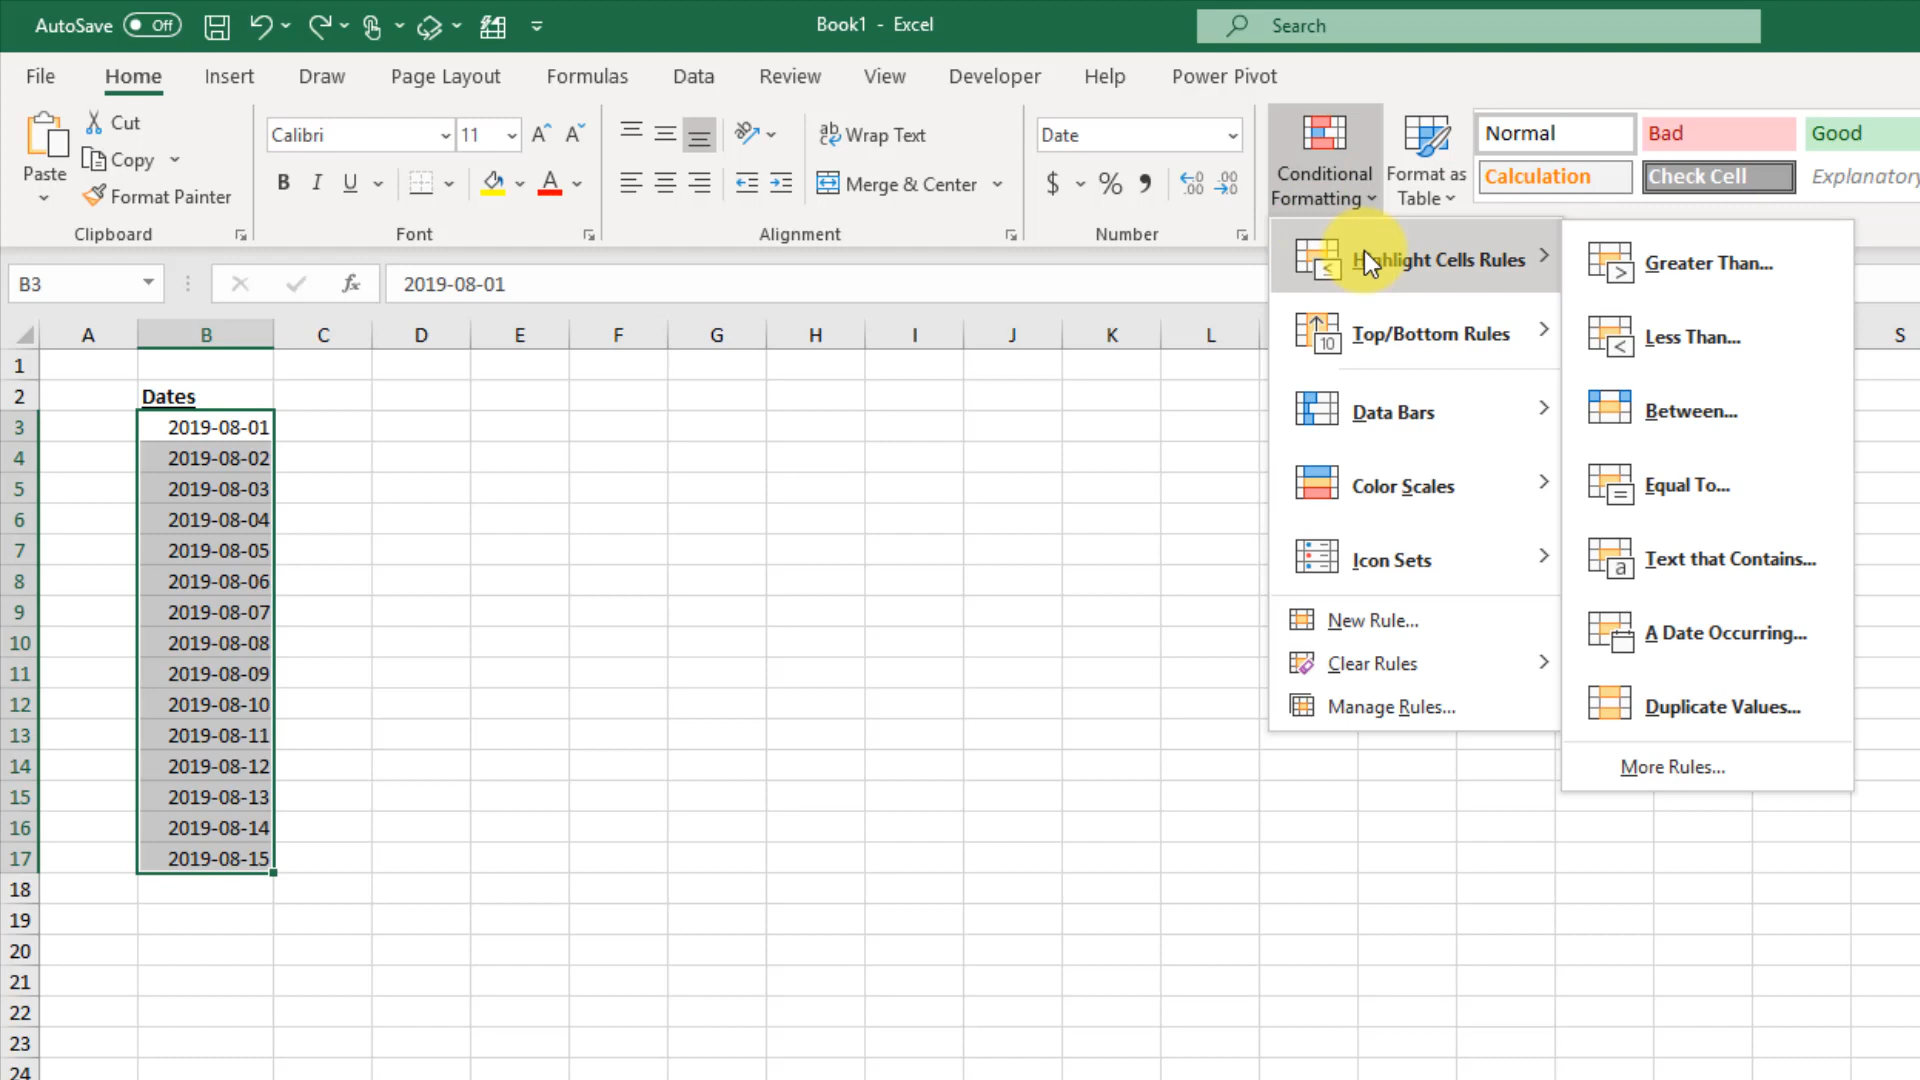 AutoSave Off
Book1 - Excel
Search
File Home Insert Draw Page Layout Formulas Data Review View Developer Help Power Pivot
Paste
Cut
Copy
Format Painter
Clipboard
Calibri 11
B I U
Font
Wrap Text
Merge & Center
Alignment
Date
$ % ,
Number
Conditional
Formatting
Format as
Table
Normal Bad Good
Calculation Check Cell Explanatory
B3 fx 2019-08-01
A B C D E F G H I J K L S
1
2 Dates
3 2019-08-01
4 2019-08-02
5 2019-08-03
6 2019-08-04
7 2019-08-05
8 2019-08-06
9 2019-08-07
10 2019-08-08
11 2019-08-09
12 2019-08-10
13 2019-08-11
14 2019-08-12
15 2019-08-13
16 2019-08-14
17 2019-08-15
18
19
20
21
22
23
24
Highlight Cells Rules
Top/Bottom Rules
Data Bars
Color Scales
Icon Sets
New Rule...
Clear Rules
Manage Rules...
Greater Than...
Less Than...
Between...
Equal To...
Text that Contains...
A Date Occurring...
Duplicate Values...
More Rules...